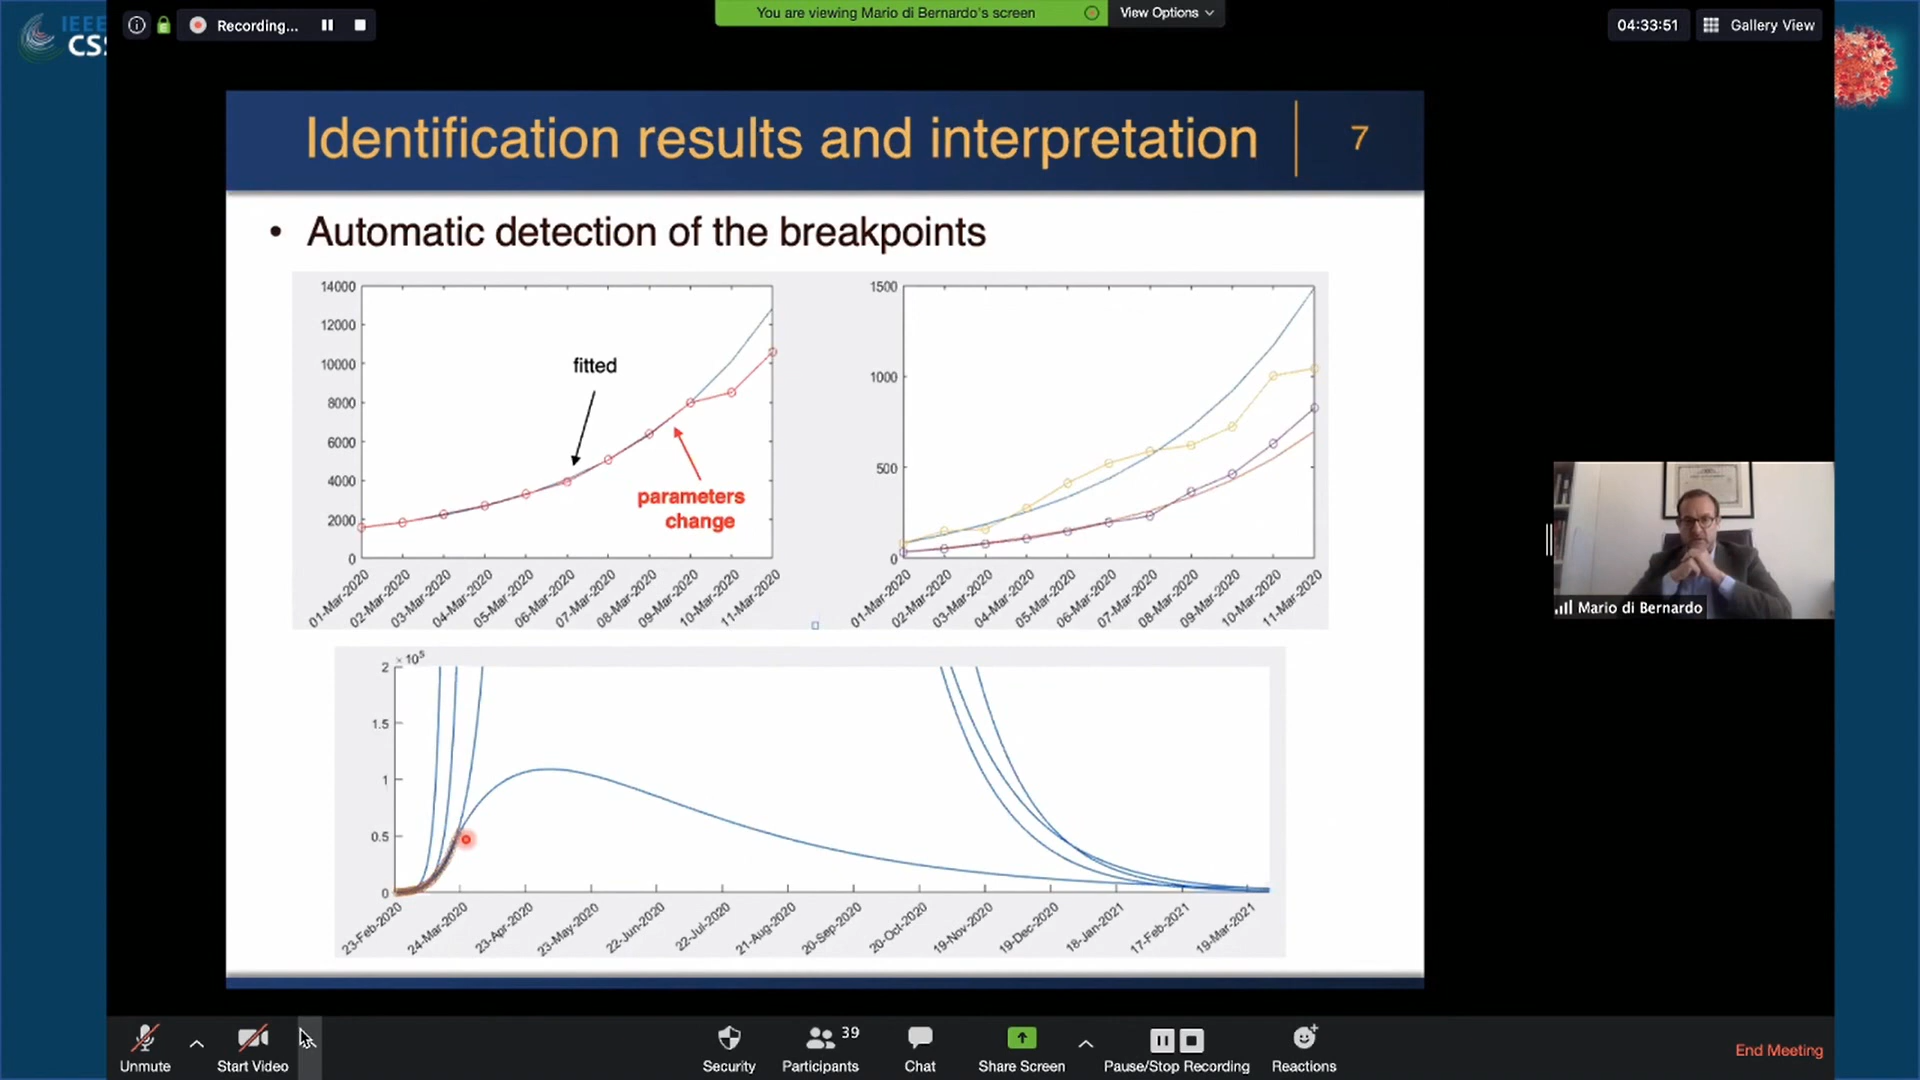 IEEE
CSS
Recording...
You are viewing Mario di Bernardo's screen
View Options
04:33:51
Gallery View
Identification results and interpretation
7
• Automatic detection of the breakpoints
14000
12000
10000
8000
6000
4000
2000
0
fitted
parameters
change
01-Mar-2020
02-Mar-2020
03-Mar-2020
04-Mar-2020
05-Mar-2020
06-Mar-2020
07-Mar-2020
08-Mar-2020
09-Mar-2020
10-Mar-2020
11-Mar-2020
1500
1000
500
0
01-Mar-2020
02-Mar-2020
03-Mar-2020
04-Mar-2020
05-Mar-2020
06-Mar-2020
07-Mar-2020
08-Mar-2020
09-Mar-2020
10-Mar-2020
11-Mar-2020
× 10⁵
2
1.5
1
0.5
0
23-Feb-2020
24-Mar-2020
23-Apr-2020
23-May-2020
22-Jun-2020
22-Jul-2020
21-Aug-2020
20-Sep-2020
20-Oct-2020
19-Nov-2020
19-Dec-2020
18-Jan-2021
17-Feb-2021
19-Mar-2021
Mario di Bernardo
Unmute
Start Video
Security
Participants
39
Chat
Share Screen
Pause/Stop Recording
Reactions
End Meeting